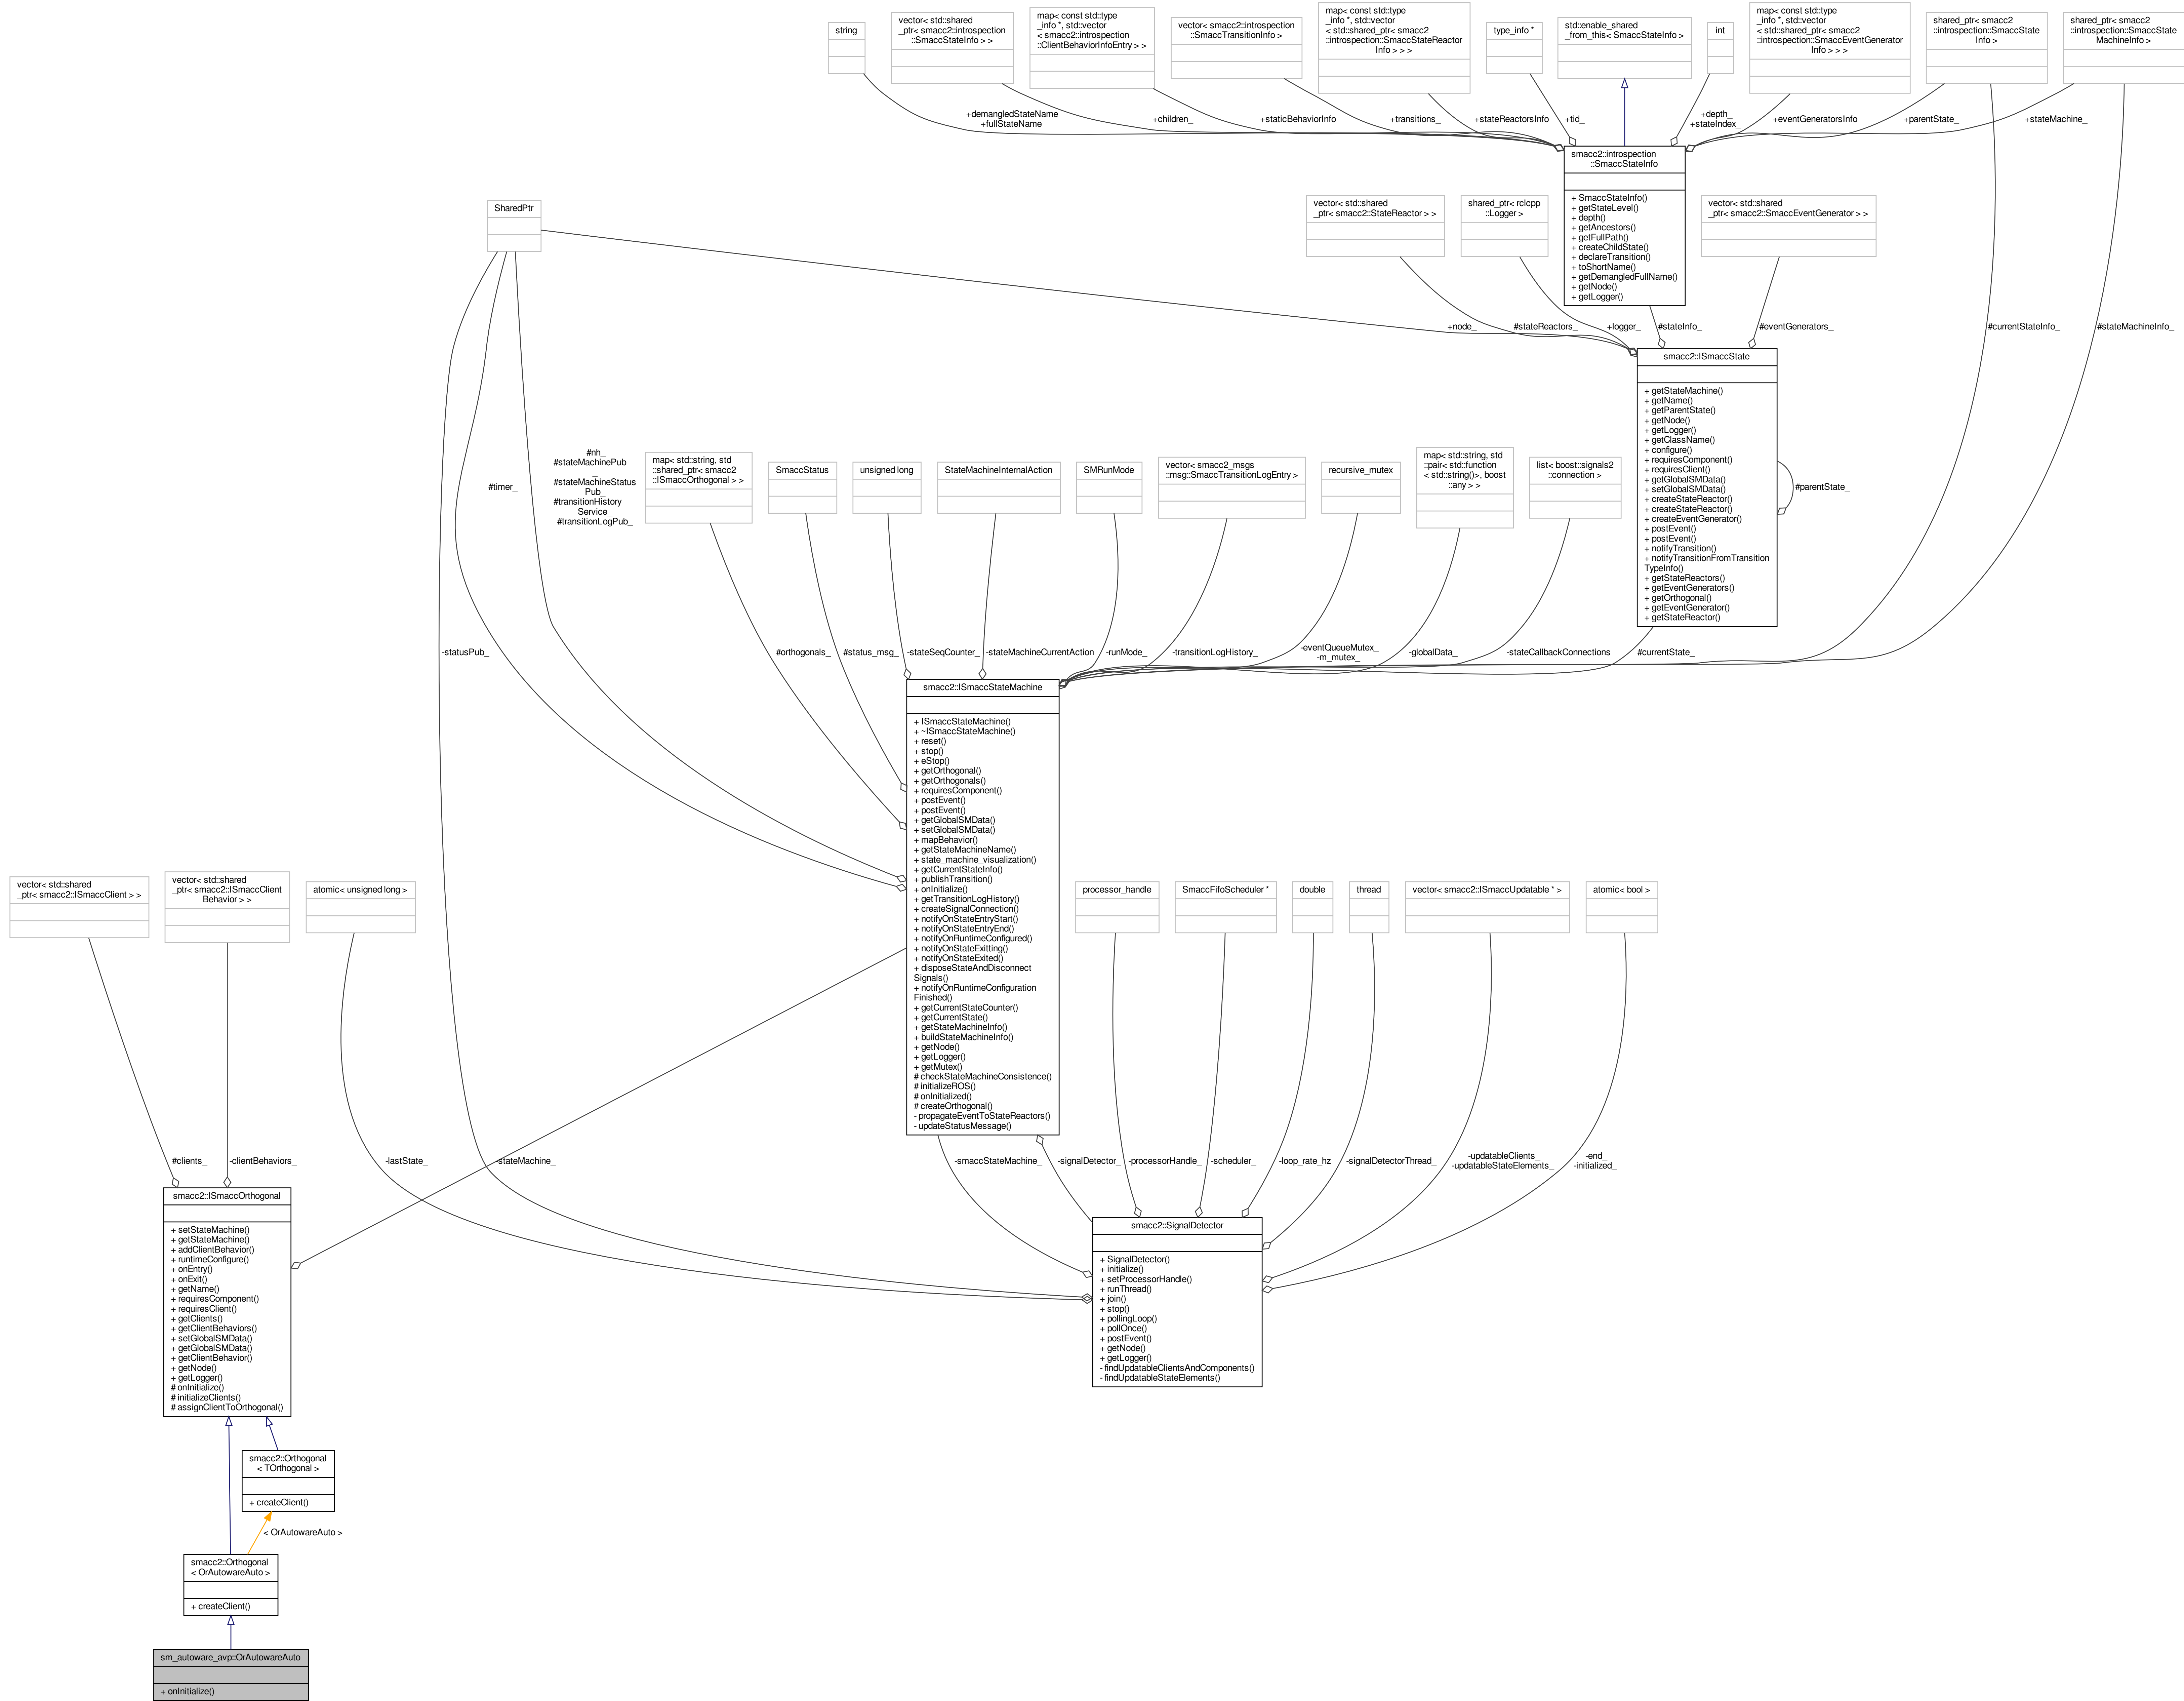 string
vector< std::shared
_ptr< smacc2::introspection
::SmaccStateInfo > >
map< const std::type
_info *, std::vector
< smacc2::introspection
::ClientBehaviorInfoEntry > >
vector< smacc2::introspection
::SmaccTransitionInfo >
map< const std::type
_info *, std::vector
< std::shared_ptr< smacc2
::introspection::SmaccStateReactor
Info > > >
type_info *
std::enable_shared
_from_this< SmaccStateInfo >
int
map< const std::type
_info *, std::vector
< std::shared_ptr< smacc2
::introspection::SmaccEventGenerator
Info > > >
shared_ptr< smacc2
::introspection::SmaccState
Info >
shared_ptr< smacc2
::introspection::SmaccState
MachineInfo >
+demangledStateName
+fullStateName
+children_
+staticBehaviorInfo
+transitions_
+stateReactorsInfo
+tid_
+depth_
+stateIndex_
+eventGeneratorsInfo
+parentState_
+stateMachine_
smacc2::introspection
::SmaccStateInfo
+ SmaccStateInfo()
+ getStateLevel()
+ depth()
+ getAncestors()
+ getFullPath()
+ createChildState()
+ declareTransition()
+ toShortName()
+ getDemangledFullName()
+ getNode()
+ getLogger()
SharedPtr
vector< std::shared
_ptr< smacc2::StateReactor > >
shared_ptr< rclcpp
::Logger >
vector< std::shared
_ptr< smacc2::SmaccEventGenerator > >
+node_
#stateReactors_
+logger_
#stateInfo_
#eventGenerators_
#currentStateInfo_
#stateMachineInfo_
smacc2::ISmaccState
+ getStateMachine()
+ getName()
+ getParentState()
+ getNode()
+ getLogger()
+ getClassName()
+ configure()
+ requiresComponent()
+ requiresClient()
+ getGlobalSMData()
+ setGlobalSMData()
+ createStateReactor()
+ createStateReactor()
+ createEventGenerator()
+ postEvent()
+ postEvent()
+ notifyTransition()
+ notifyTransitionFromTransition
TypeInfo()
+ getStateReactors()
+ getEventGenerators()
+ getOrthogonal()
+ getEventGenerator()
+ getStateReactor()
#parentState_
#timer_
#nh_
#stateMachinePub
_
#stateMachineStatus
Pub_
#transitionHistory
Service_
#transitionLogPub_
map< std::string, std
::shared_ptr< smacc2
::ISmaccOrthogonal > >
SmaccStatus
unsigned long
StateMachineInternalAction
SMRunMode
vector< smacc2_msgs
::msg::SmaccTransitionLogEntry >
recursive_mutex
map< std::string, std
::pair< std::function
< std::string()>, boost
::any > >
list< boost::signals2
::connection >
-statusPub_
#orthogonals_
#status_msg_
-stateSeqCounter_
-stateMachineCurrentAction
-runMode_
-transitionLogHistory_
-eventQueueMutex_
-m_mutex_
-globalData_
-stateCallbackConnections
#currentState_
smacc2::ISmaccStateMachine
+ ISmaccStateMachine()
+ ~ISmaccStateMachine()
+ reset()
+ stop()
+ eStop()
+ getOrthogonal()
+ getOrthogonals()
+ requiresComponent()
+ postEvent()
+ postEvent()
+ getGlobalSMData()
+ setGlobalSMData()
+ mapBehavior()
+ getStateMachineName()
+ state_machine_visualization()
+ getCurrentStateInfo()
+ publishTransition()
+ onInitialize()
+ getTransitionLogHistory()
+ createSignalConnection()
+ notifyOnStateEntryStart()
+ notifyOnStateEntryEnd()
+ notifyOnRuntimeConfigured()
+ notifyOnStateExitting()
+ notifyOnStateExited()
+ disposeStateAndDisconnect
Signals()
+ notifyOnRuntimeConfiguration
Finished()
+ getCurrentStateCounter()
+ getCurrentState()
+ getStateMachineInfo()
+ buildStateMachineInfo()
+ getNode()
+ getLogger()
+ getMutex()
# checkStateMachineConsistence()
# initializeROS()
# onInitialized()
# createOrthogonal()
- propagateEventToStateReactors()
- updateStatusMessage()
vector< std::shared
_ptr< smacc2::ISmaccClient > >
vector< std::shared
_ptr< smacc2::ISmaccClient
Behavior > >
atomic< unsigned long >
processor_handle
SmaccFifoScheduler *
double
thread
vector< smacc2::ISmaccUpdatable * >
atomic< bool >
#clients_
-clientBehaviors_
-lastState_
-stateMachine_
-smaccStateMachine_
-signalDetector_
-processorHandle_
-scheduler_
-loop_rate_hz
-signalDetectorThread_
-updatableClients_
-updatableStateElements_
-end_
-initialized_
smacc2::ISmaccOrthogonal
+ setStateMachine()
+ getStateMachine()
+ addClientBehavior()
+ runtimeConfigure()
+ onEntry()
+ onExit()
+ getName()
+ requiresComponent()
+ requiresClient()
+ getClients()
+ getClientBehaviors()
+ setGlobalSMData()
+ getGlobalSMData()
+ getClientBehavior()
+ getNode()
+ getLogger()
# onInitialize()
# initializeClients()
# assignClientToOrthogonal()
smacc2::SignalDetector
+ SignalDetector()
+ initialize()
+ setProcessorHandle()
+ runThread()
+ join()
+ stop()
+ pollingLoop()
+ pollOnce()
+ postEvent()
+ getNode()
+ getLogger()
- findUpdatableClientsAndComponents()
- findUpdatableStateElements()
smacc2::Orthogonal
< TOrthogonal >
+ createClient()
< OrAutowareAuto >
smacc2::Orthogonal
< OrAutowareAuto >
+ createClient()
sm_autoware_avp::OrAutowareAuto
+ onInitialize()